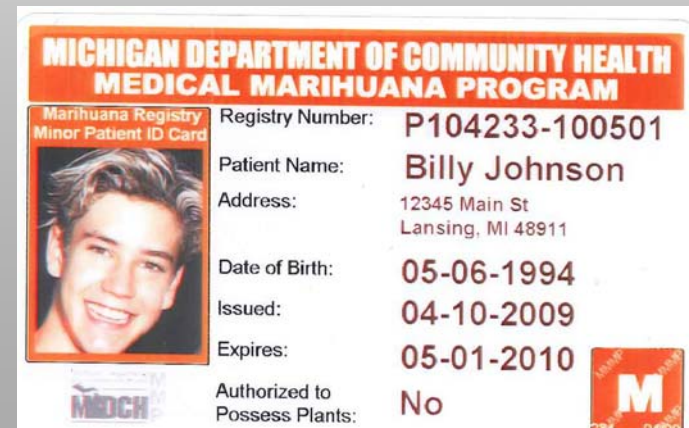 MICHIGAN DEPARTMENT OF COMMUNITY HEALTH
MEDICAL MARIHUANA PROGRAM
Marihuana Registry
Minor Patient ID Card
Registry Number: P104233-100501
Patient Name: Billy Johnson
Address: 12345 Main St
Lansing, MI 48911
Date of Birth: 05-06-1994
Issued: 04-10-2009
Expires: 05-01-2010
Authorized to
Possess Plants: No
MDCH
M